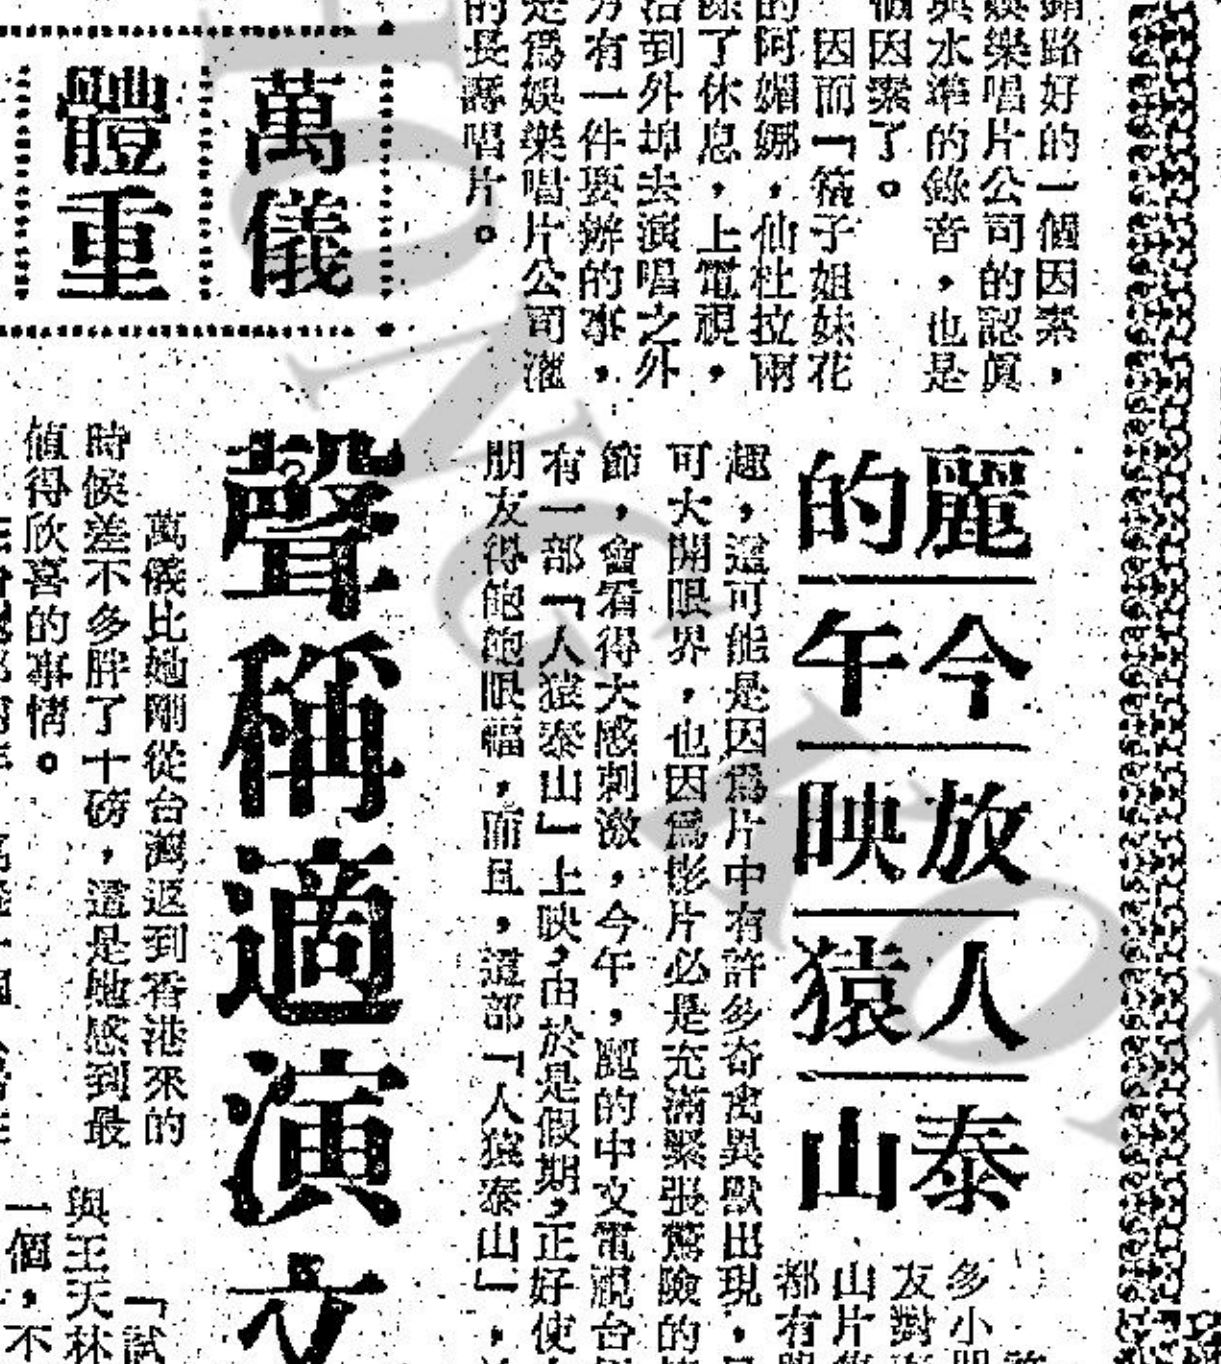 銷路好的一個因素，
娛樂唱片公司的認眞
與水準的錄音，也是
個因素了。
因而「筷子姐妹花
的阿媚娜，仙杜拉兩
除了休息，上電視，
活到外埠去演唱之外
方有一件要辦的事，
是爲娛樂唱片公司灌
的長壽唱片。
麗的
今午
放映
人猿
泰山
多小
友對
山片
都有
趣，這可能是因爲片中有許多奇禽異獸出現，
可大開眼界，也因爲影片必是充滿緊張驚險的
節，會看得大感刺激，今午，麗的中文電視台
有一部「人猿泰山」上映，由於是假期，正好使
朋友得飽飽眼福，而且，這部「人猿泰山」，
萬儀
體重
聲稱適演文
萬儀比她剛從台灣返到香港來的
時候差不多胖了十磅，這是她感到最
値得欣喜的事情。
「試
與王天林
一個，不